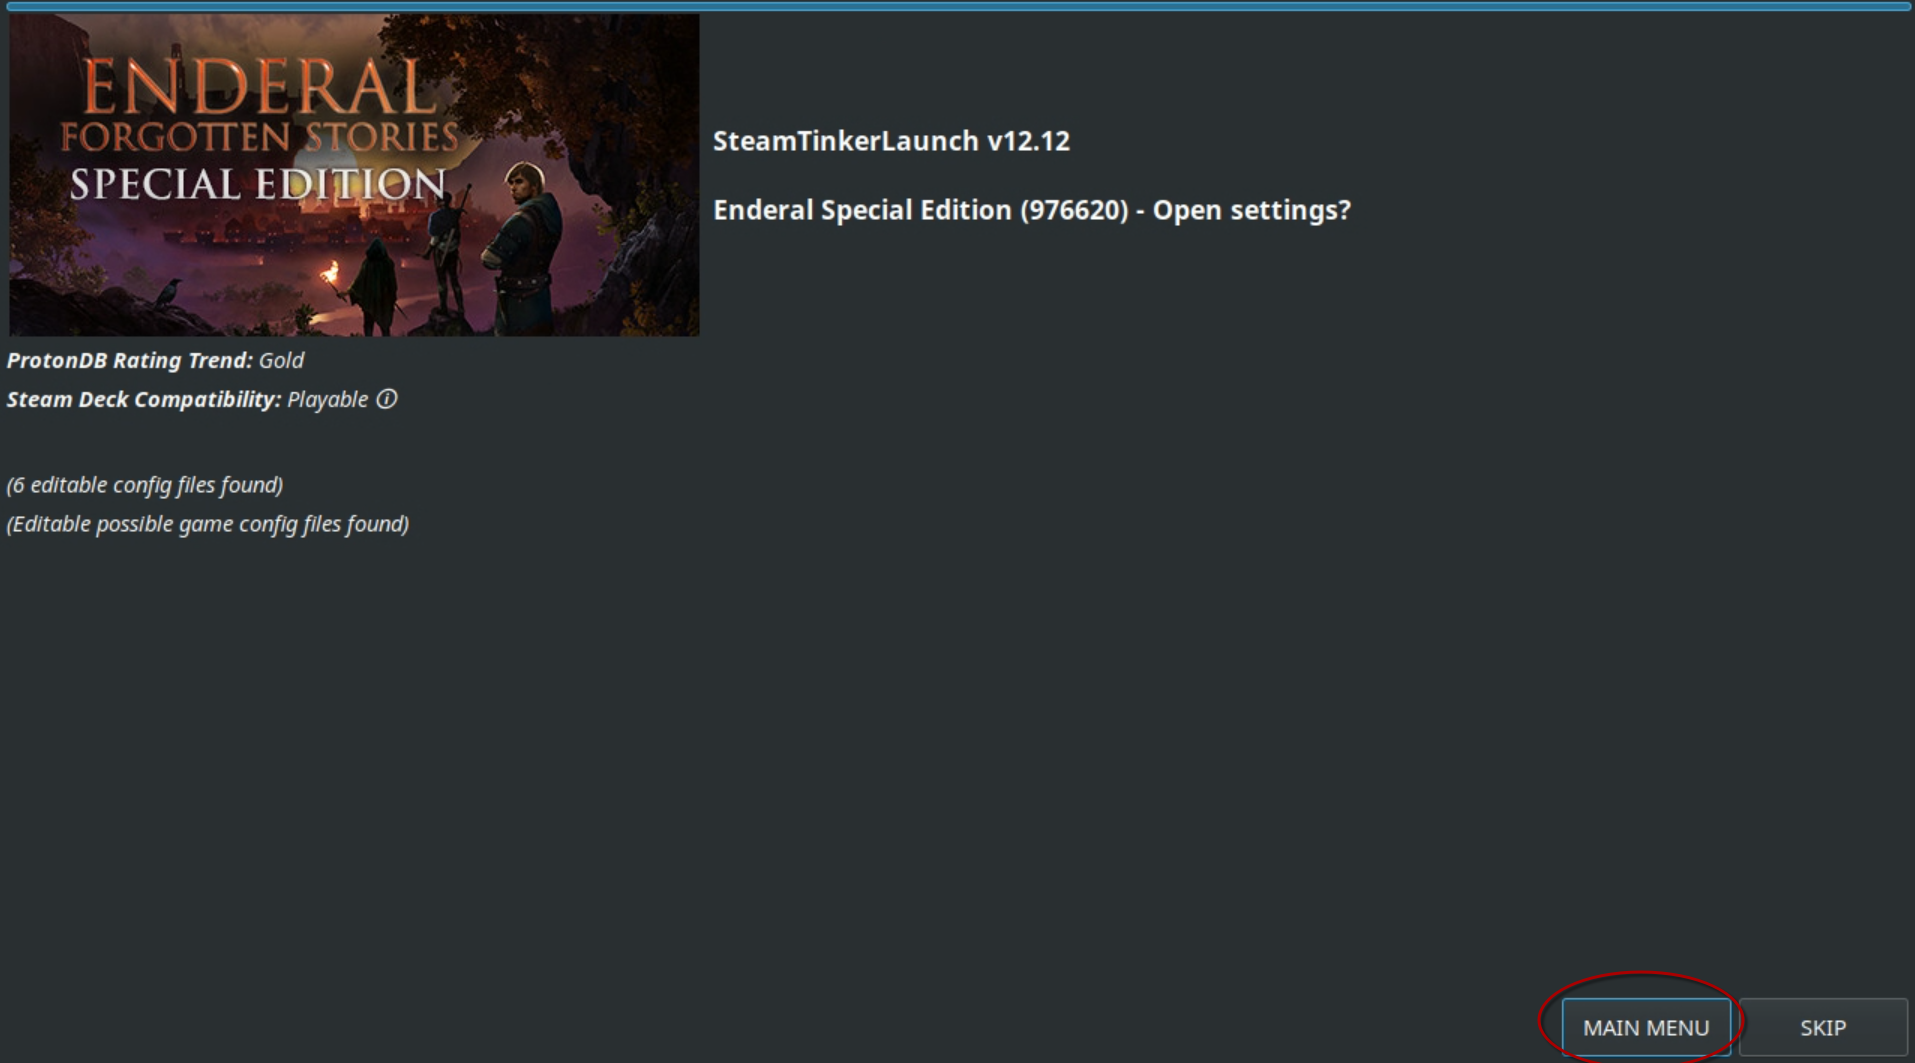 ENDERAL
FORGOTTEN STORIES
SPECIAL EDITION
SteamTinkerLaunch v12.12
Enderal Special Edition (976620) - Open settings?
ProtonDB Rating Trend: Gold
Steam Deck Compatibility: Playable ⓘ
(6 editable config files found)
(Editable possible game config files found)
MAIN MENU
SKIP